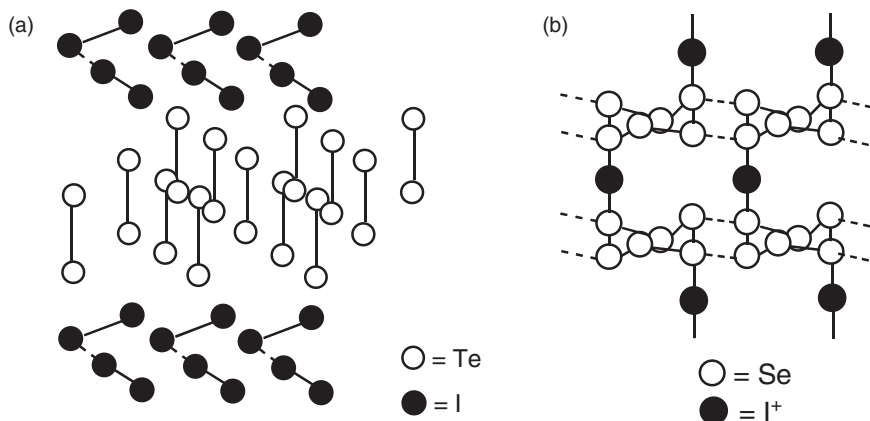 (a)
(b)
= Te
= I
= Se
= I⁺